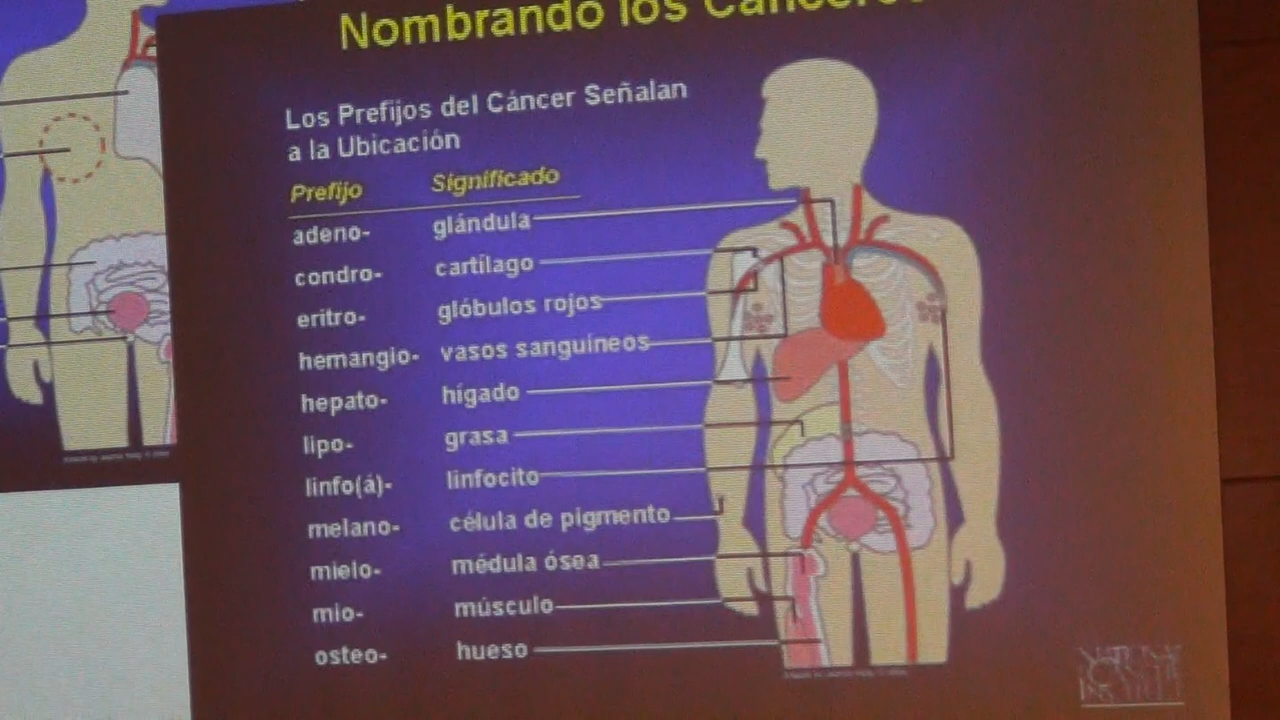 Nombrando los Cánceres
Los Prefijos del Cáncer Señalan
a la Ubicación
Prefijo Significado
adeno- glándula
condro- cartílago
eritro- glóbulos rojos
hemangio- vasos sanguíneos
hepato- hígado
lipo- grasa
linfo(á)- linfocito
melano- célula de pigmento
mielo- médula ósea
mio- músculo
osteo- hueso